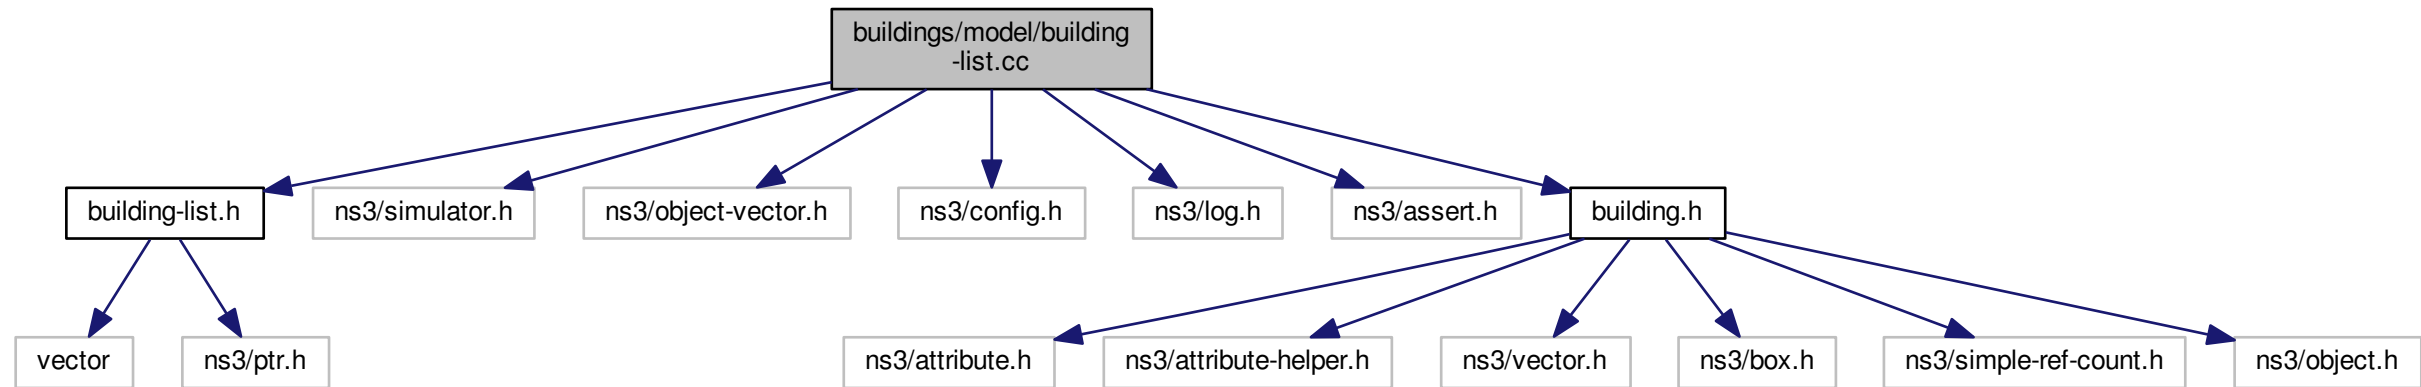 buildings/model/building
-list.cc
building-list.h
ns3/simulator.h
ns3/object-vector.h
ns3/config.h
ns3/log.h
ns3/assert.h
building.h
vector
ns3/ptr.h
ns3/attribute.h
ns3/attribute-helper.h
ns3/vector.h
ns3/box.h
ns3/simple-ref-count.h
ns3/object.h